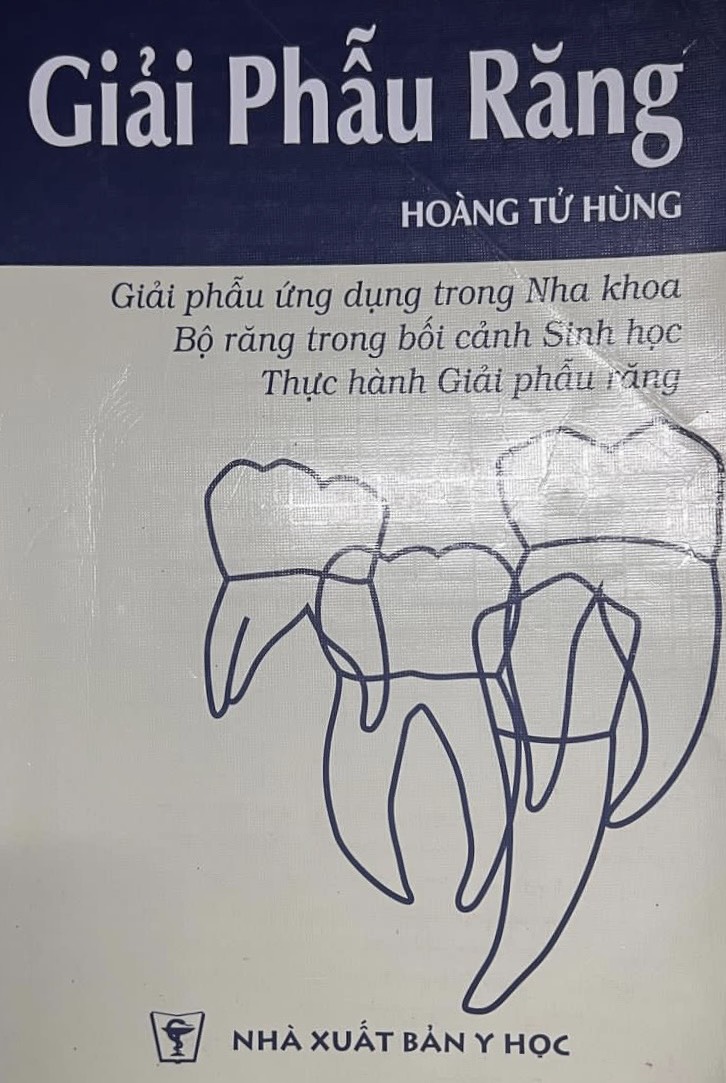 Giải Phẫu Răng
HOÀNG TỬ HÙNG
Giải phẫu ứng dụng trong Nha khoa
Bộ răng trong bối cảnh Sinh học
Thực hành Giải phẫu răng
NHÀ XUẤT BẢN Y HỌC